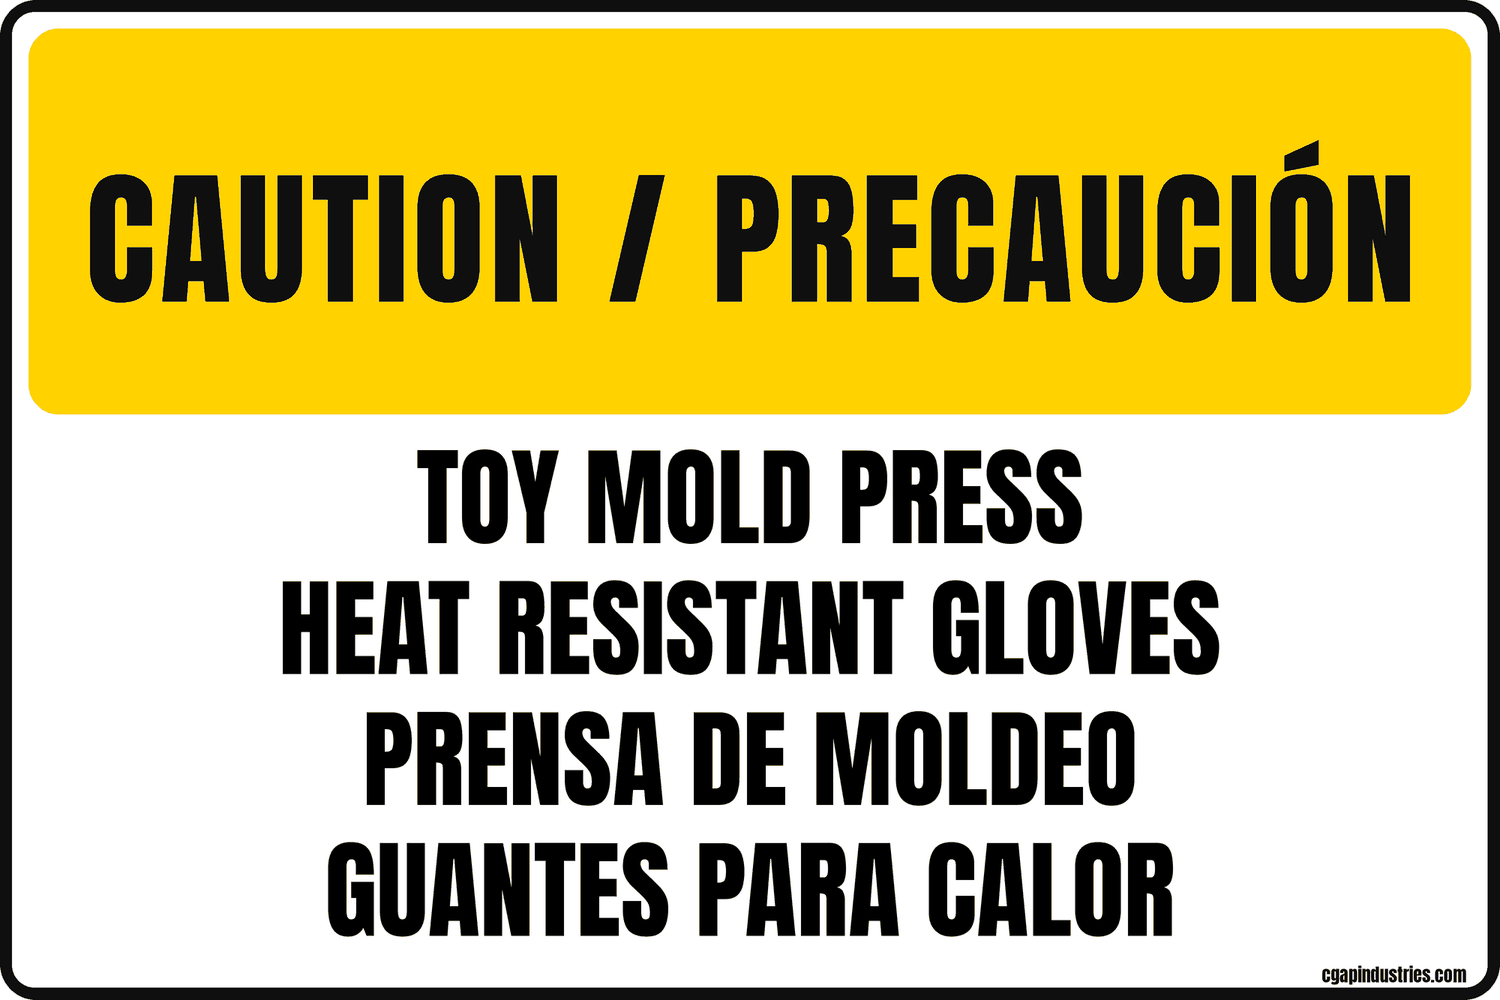 CAUTION / PRECAUCIÓN
TOY MOLD PRESS
HEAT RESISTANT GLOVES
PRENSA DE MOLDEO
GUANTES PARA CALOR
cgapindustries.com